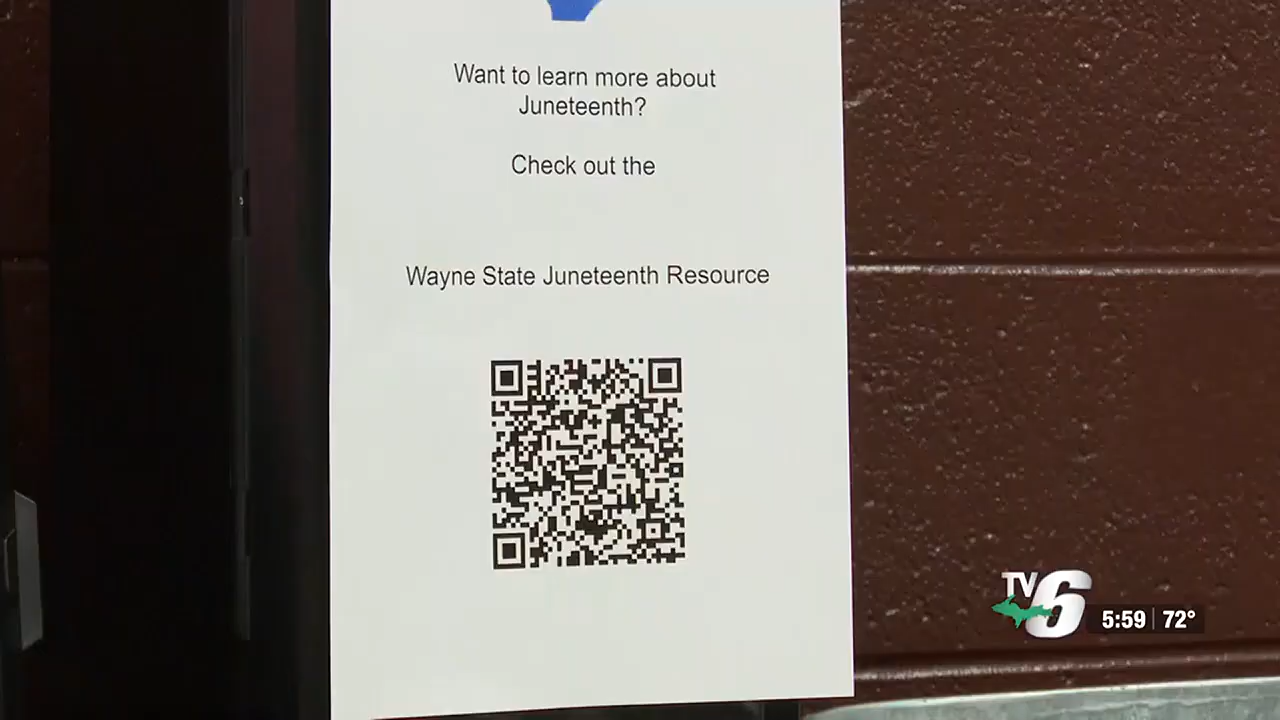 Want to learn more about
Juneteenth?
Check out the
Wayne State Juneteenth Resource
TV6
5:59 72°